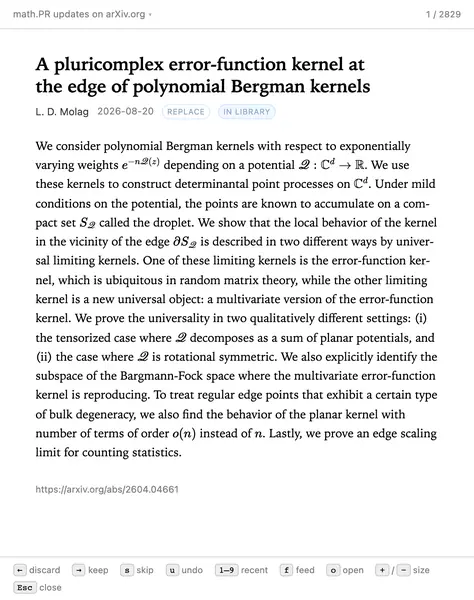 math.PR updates on arXiv.org
1 / 2829
A pluricomplex error-function kernel at
the edge of polynomial Bergman kernels
L. D. Molag 2026-08-20 REPLACE IN LIBRARY
We consider polynomial Bergman kernels with respect to exponentially
varying weights e^{−n𝒬(z)} depending on a potential 𝒬 : ℂ^d → ℝ. We use
these kernels to construct determinantal point processes on ℂ^d. Under mild
conditions on the potential, the points are known to accumulate on a com-
pact set S_𝒬 called the droplet. We show that the local behavior of the kernel
in the vicinity of the edge ∂S_𝒬 is described in two different ways by univer-
sal limiting kernels. One of these limiting kernels is the error-function ker-
nel, which is ubiquitous in random matrix theory, while the other limiting
kernel is a new universal object: a multivariate version of the error-function
kernel. We prove the universality in two qualitatively different settings: (i)
the tensorized case where 𝒬 decomposes as a sum of planar potentials, and
(ii) the case where 𝒬 is rotational symmetric. We also explicitly identify the
subspace of the Bargmann-Fock space where the multivariate error-function
kernel is reproducing. To treat regular edge points that exhibit a certain type
of bulk degeneracy, we also find the behavior of the planar kernel with
number of terms of order o(n) instead of n. Lastly, we prove an edge scaling
limit for counting statistics.
https://arxiv.org/abs/2604.04661
← discard → keep s skip u undo 1–9 recent f feed o open + / − size
Esc close